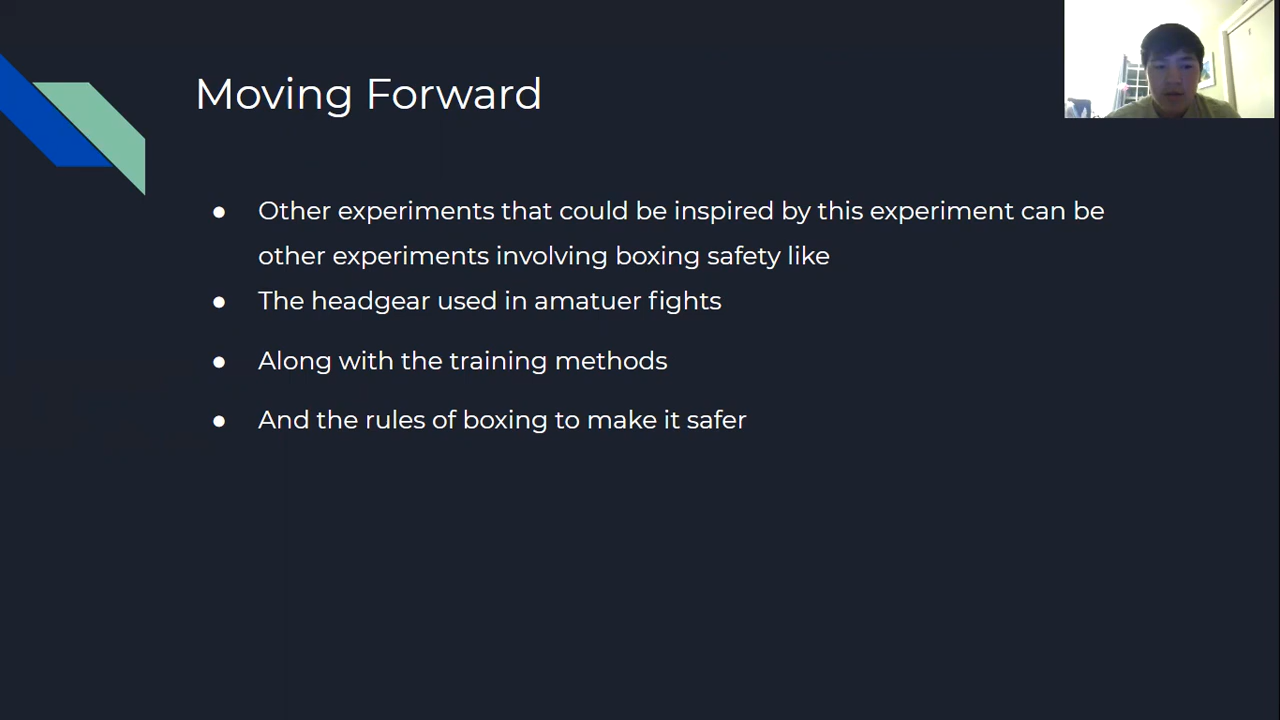 Moving Forward
● Other experiments that could be inspired by this experiment can be
other experiments involving boxing safety like
● The headgear used in amatuer fights
● Along with the training methods
● And the rules of boxing to make it safer